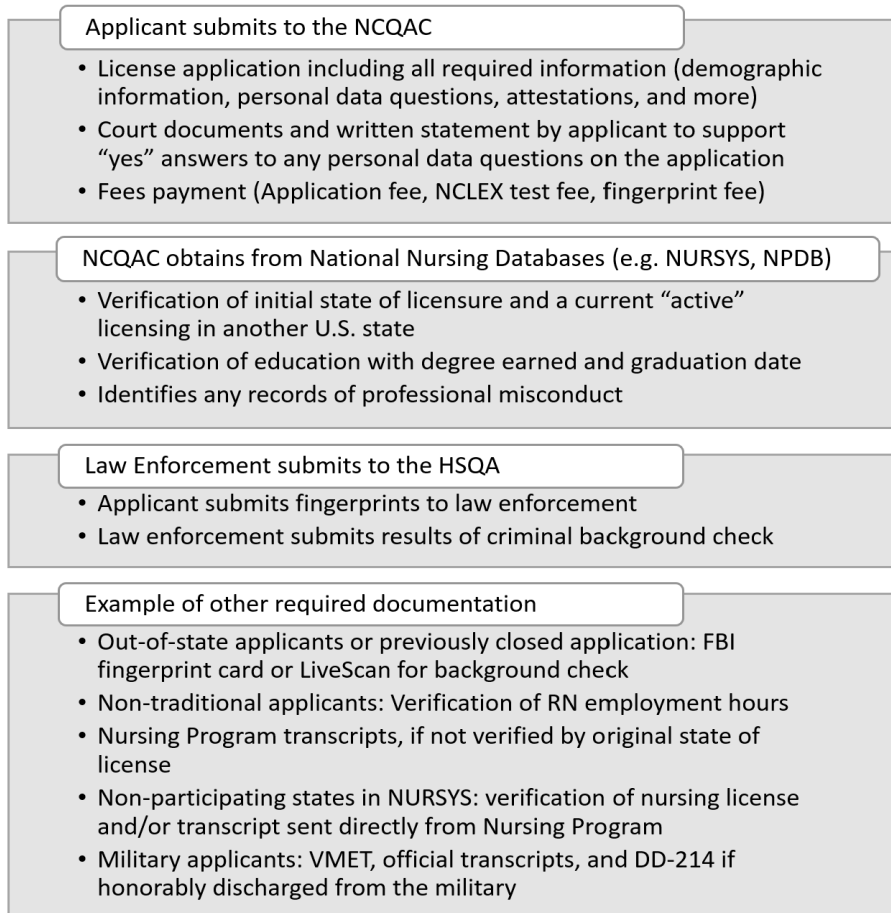 Applicant submits to the NCQAC
• License application including all required information (demographic
information, personal data questions, attestations, and more)
• Court documents and written statement by applicant to support
“yes” answers to any personal data questions on the application
• Fees payment (Application fee, NCLEX test fee, fingerprint fee)
NCQAC obtains from National Nursing Databases (e.g. NURSYS, NPDB)
• Verification of initial state of licensure and a current “active”
licensing in another U.S. state
• Verification of education with degree earned and graduation date
• Identifies any records of professional misconduct
Law Enforcement submits to the HSQA
• Applicant submits fingerprints to law enforcement
• Law enforcement submits results of criminal background check
Example of other required documentation
• Out-of-state applicants or previously closed application: FBI
fingerprint card or LiveScan for background check
• Non-traditional applicants: Verification of RN employment hours
• Nursing Program transcripts, if not verified by original state of
license
• Non-participating states in NURSYS: verification of nursing license
and/or transcript sent directly from Nursing Program
• Military applicants: VMET, official transcripts, and DD-214 if
honorably discharged from the military